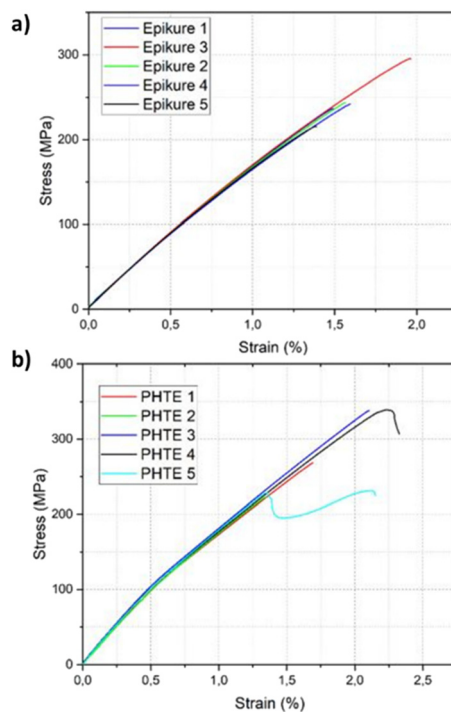 a)
Epikure 1
Epikure 3
Epikure 2
Epikure 4
Epikure 5
Stress (MPa)
300
200
100
0
0,0 0,5 1,0 1,5 2,0
Strain (%)
b)
PHTE 1
PHTE 2
PHTE 3
PHTE 4
PHTE 5
Stress (MPa)
400
300
200
100
0
0,0 0,5 1,0 1,5 2,0 2,5
Strain (%)